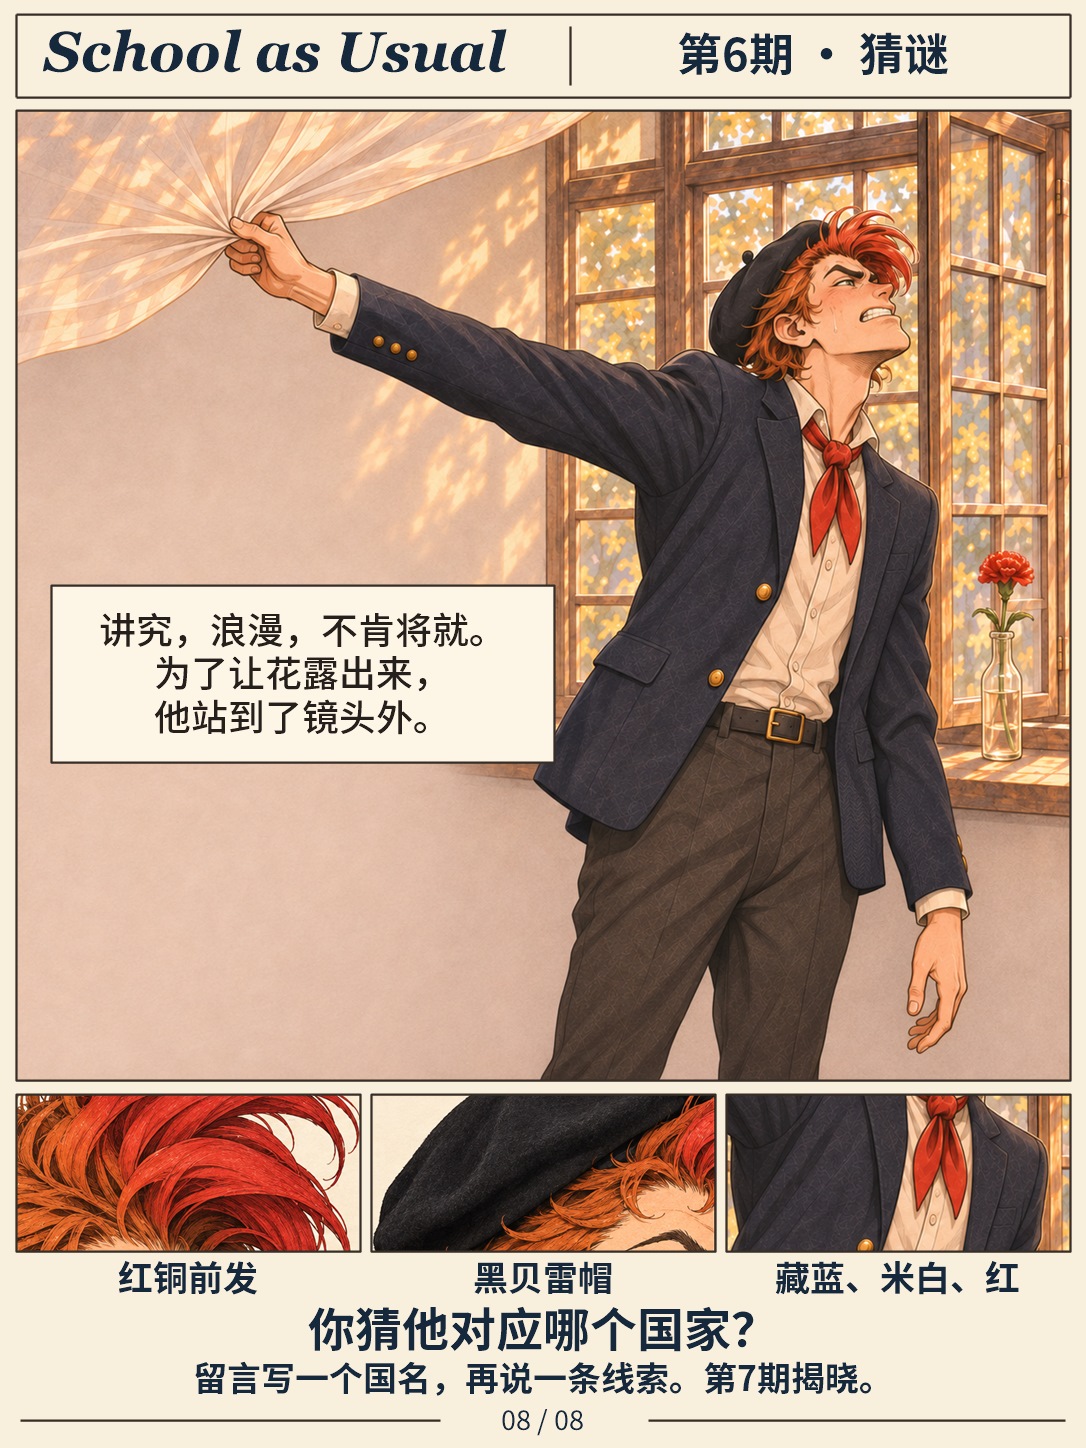 School as Usual
第6期 · 猜谜
讲究，浪漫，不肯将就。
为了让花露出来，
他站到了镜头外。
红铜前发
黑贝雷帽
藏蓝、米白、红
你猜他对应哪个国家？
留言写一个国名，再说一条线索。第7期揭晓。
08 / 08